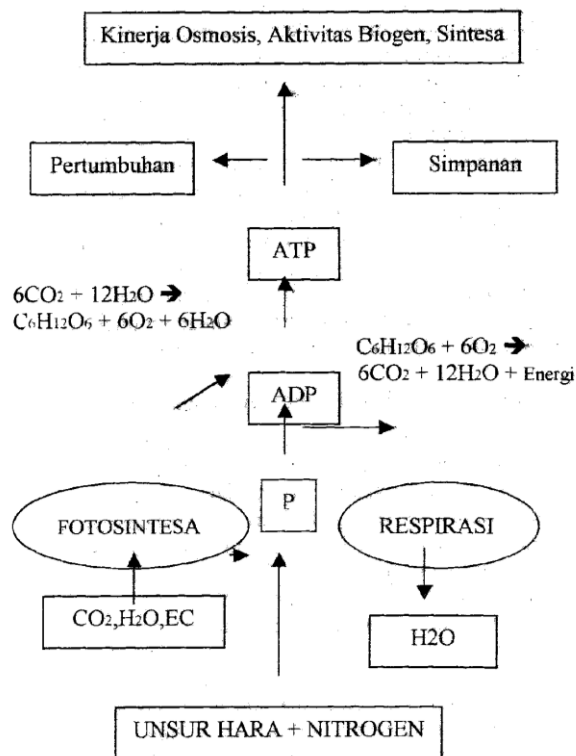 Kinerja Osmosis, Aktivitas Biogen, Sintesa
Pertumbuhan
Simpanan
ATP
6CO₂ + 12H₂O ➔
C₆H₁₂O₆ + 6O₂ + 6H₂O
C₆H₁₂O₆ + 6O₂ ➔
6CO₂ + 12H₂O + Energi
ADP
P
FOTOSINTESA
RESPIRASI
CO₂,H₂O,EC
H2O
UNSUR HARA + NITROGEN